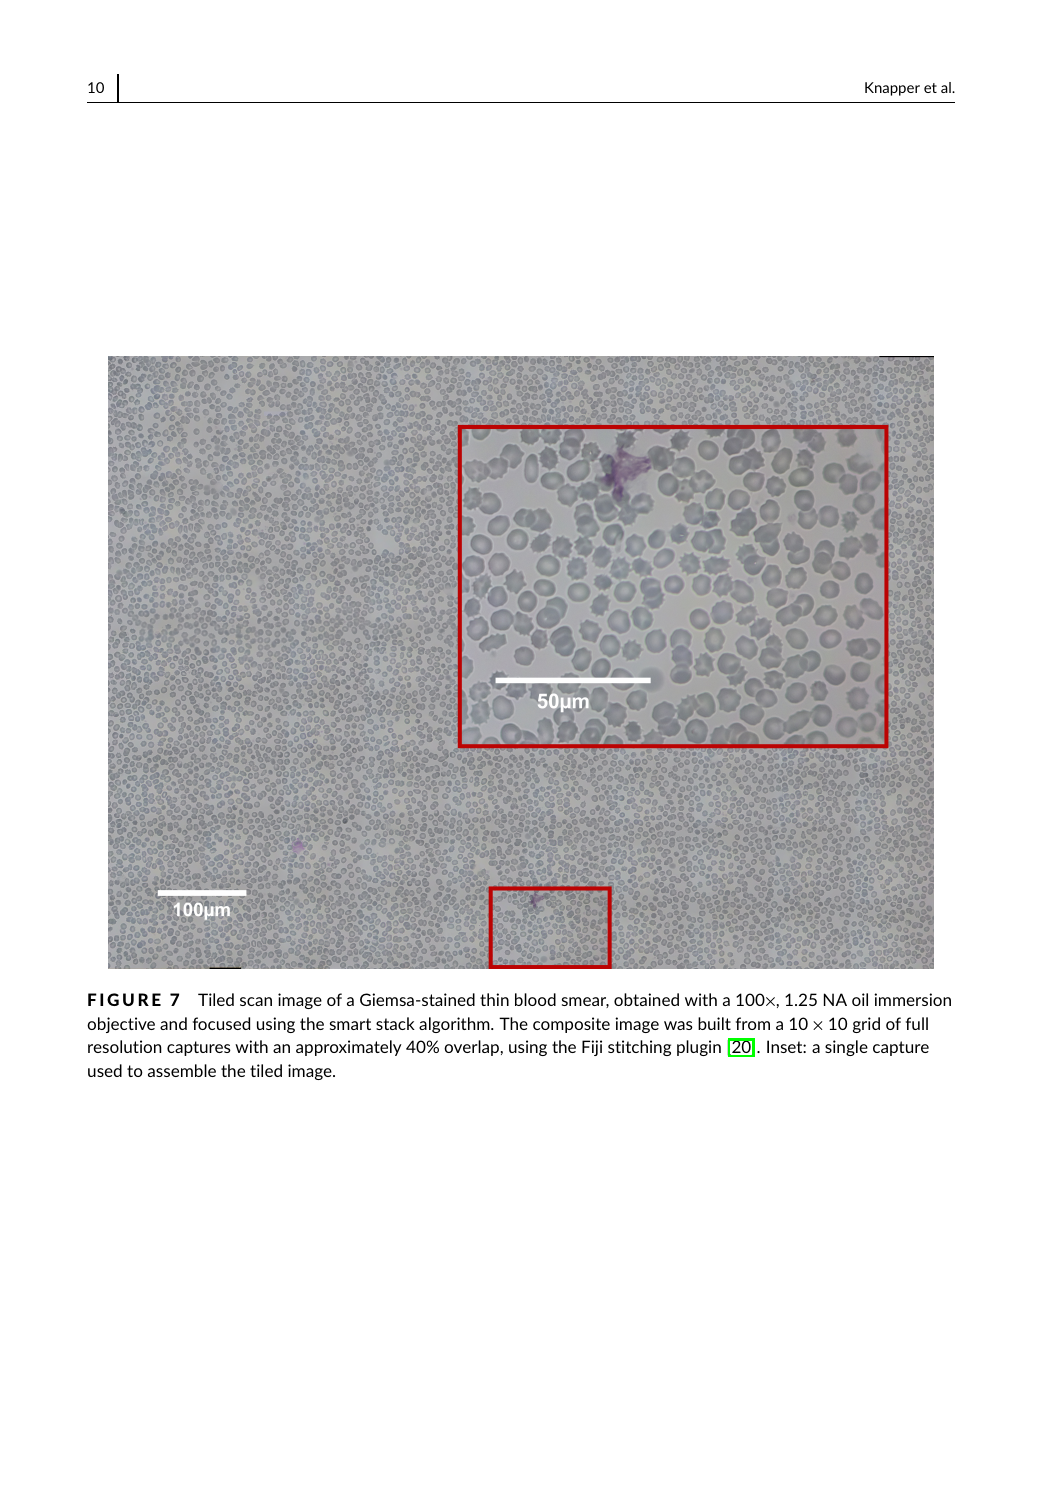 10
Knapper et al.
50μm
100μm
FIGURE 7 Tiled scan image of a Giemsa-stained thin blood smear, obtained with a 100×, 1.25 NA oil immersion
objective and focused using the smart stack algorithm. The composite image was built from a 10 × 10 grid of full
resolution captures with an approximately 40% overlap, using the Fiji stitching plugin [20]. Inset: a single capture
used to assemble the tiled image.